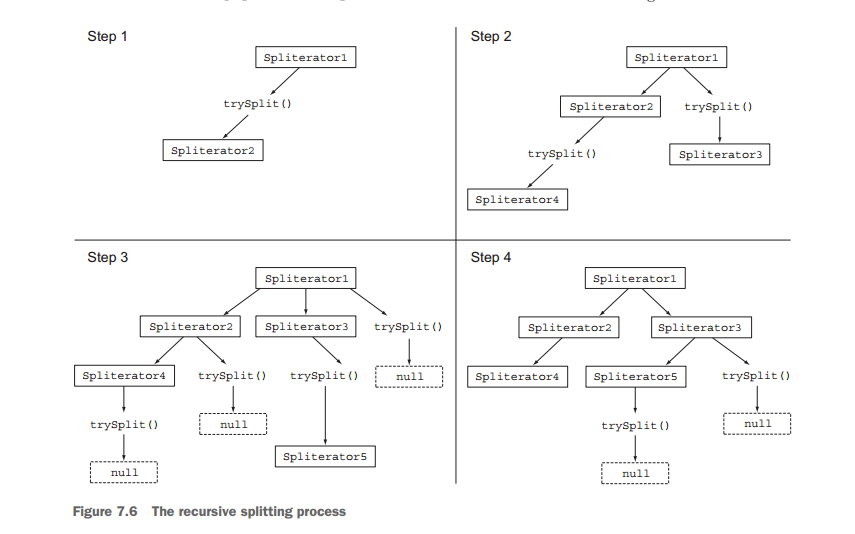 Step 1
Spliterator1
trySplit()
Spliterator2
Step 2
Spliterator1
Spliterator2 trySplit()
trySplit() Spliterator3
Spliterator4
Step 3
Spliterator1
Spliterator2 Spliterator3 trySplit()
Spliterator4 trySplit() trySplit() null
trySplit() null
Spliterator5
null
Step 4
Spliterator1
Spliterator2 Spliterator3
Spliterator4 Spliterator5 trySplit()
trySplit() null
null
Figure 7.6 The recursive splitting process